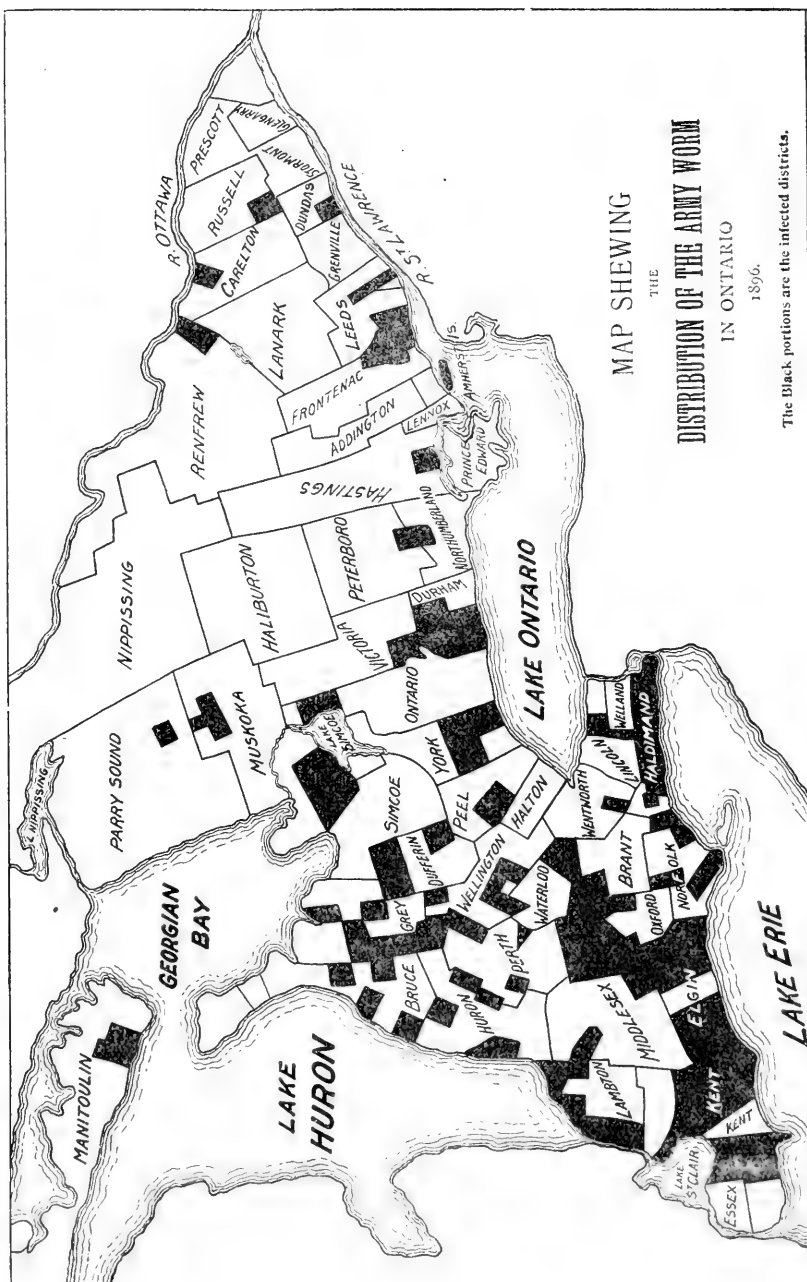 MAP SHEWING
THE
DISTRIBUTION OF THE ARMY WORM
IN ONTARIO
1896.
The Black portions are the infected districts.
R. OTTAWA
PRESCOTT
GLENGARRY
STORMONT
RUSSELL
DUNDAS
CARELTON
GRENVILLE
R. ST. LAWRENCE
LANARK
LEEDS
RENFREW
FRONTENAC
ADDINGTON
LENNOX
AMHERST IS.
PRINCE
EDWARD
HASTINGS
NIPPISSING
HALIBURTON
PETERBORO
NORTHUMBERLAND
DURHAM
VICTORIA
LAKE ONTARIO
L. NIPPISSING
PARRY SOUND
MUSKOKA
ONTARIO
LAKE
SIMCOE
YORK
SIMCOE
PEEL
HALTON
DUFFERIN
WELLINGTON
WENTWORTH
LINCOLN
WELLAND
HALDIMAND
GEORGIAN
BAY
GREY
WATERLOO
BRANT
NORFOLK
OXFORD
BRUCE
PERTH
HURON
MIDDLESEX
ELGIN
MANITOULIN
LAKE
HURON
LAMBTON
KENT
KENT
LAKE
ST CLAIR
ESSEX
LAKE ERIE